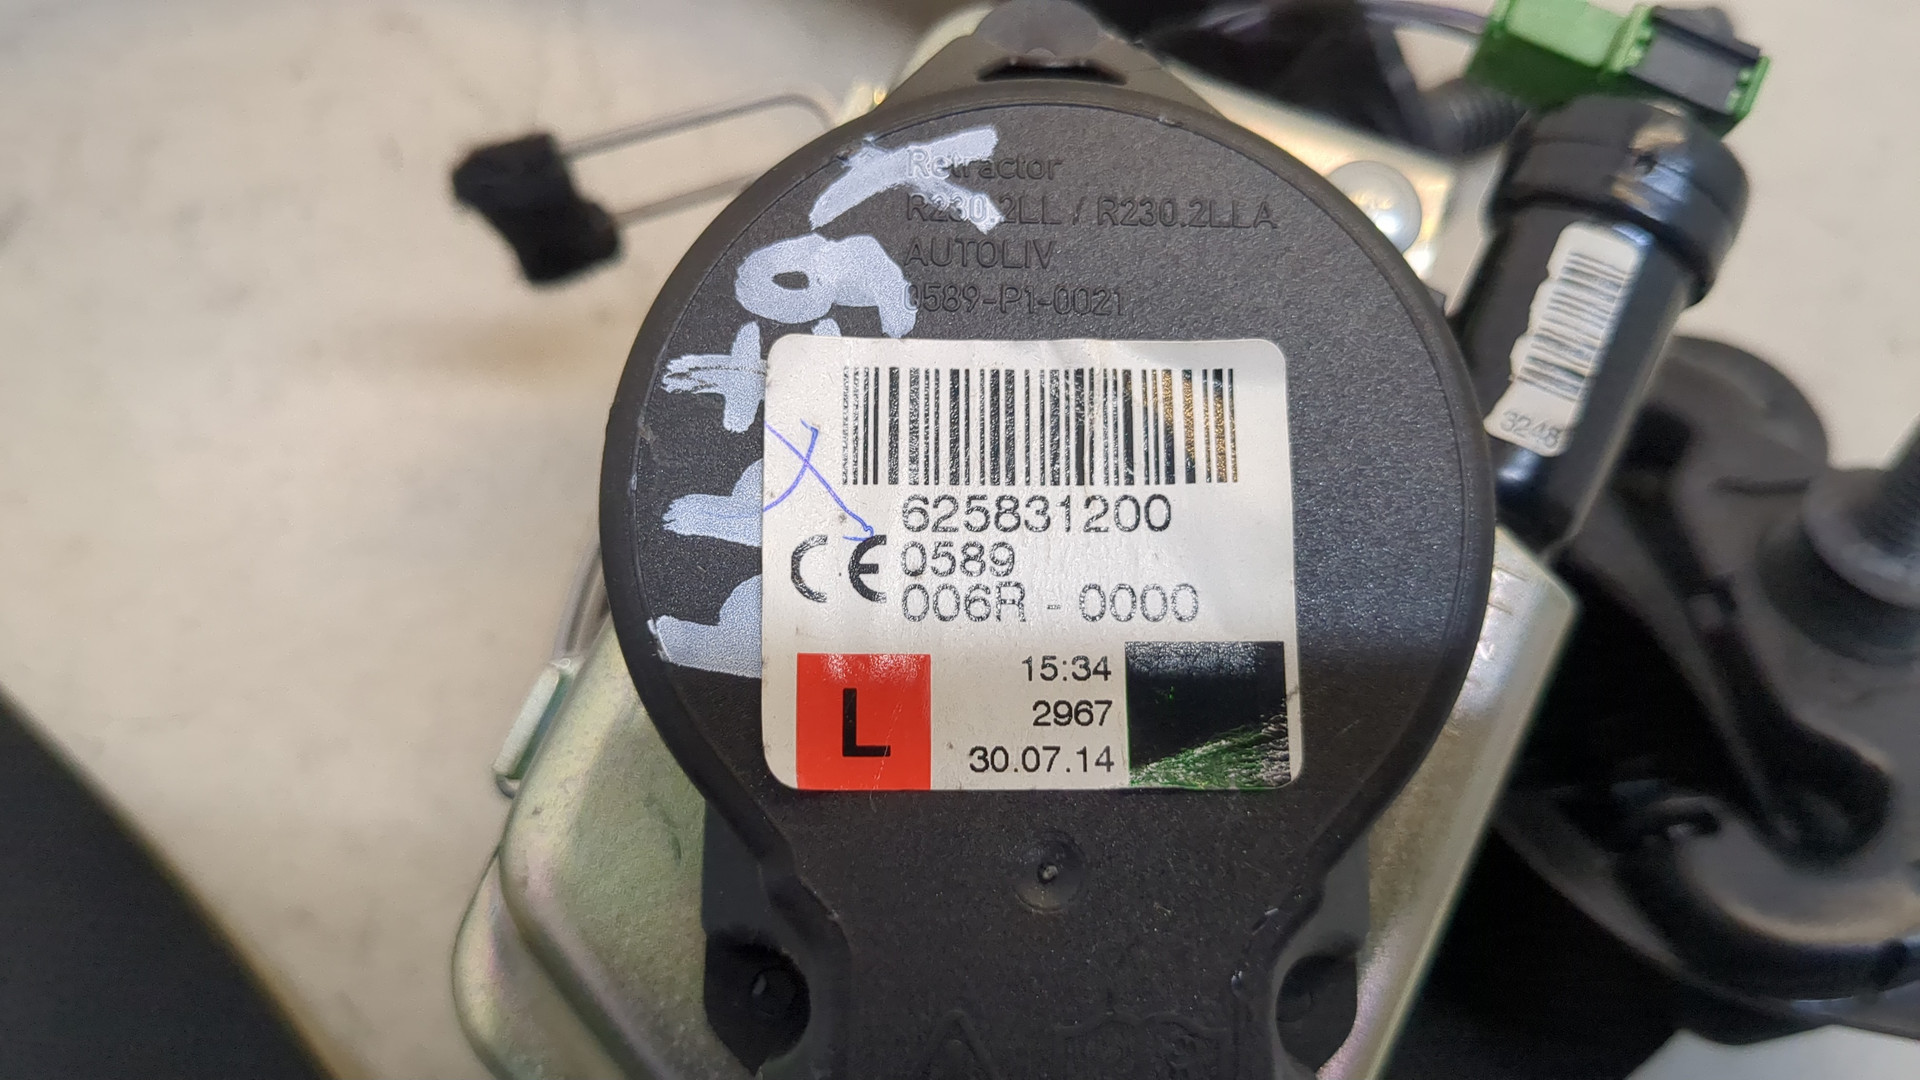 Retractor
R230.2LL / R230.2LLA
AUTOLIV
0589-P1-0021
625831200
CE 0589
006R - 0000
L
15:34
2967
30.07.14
3248